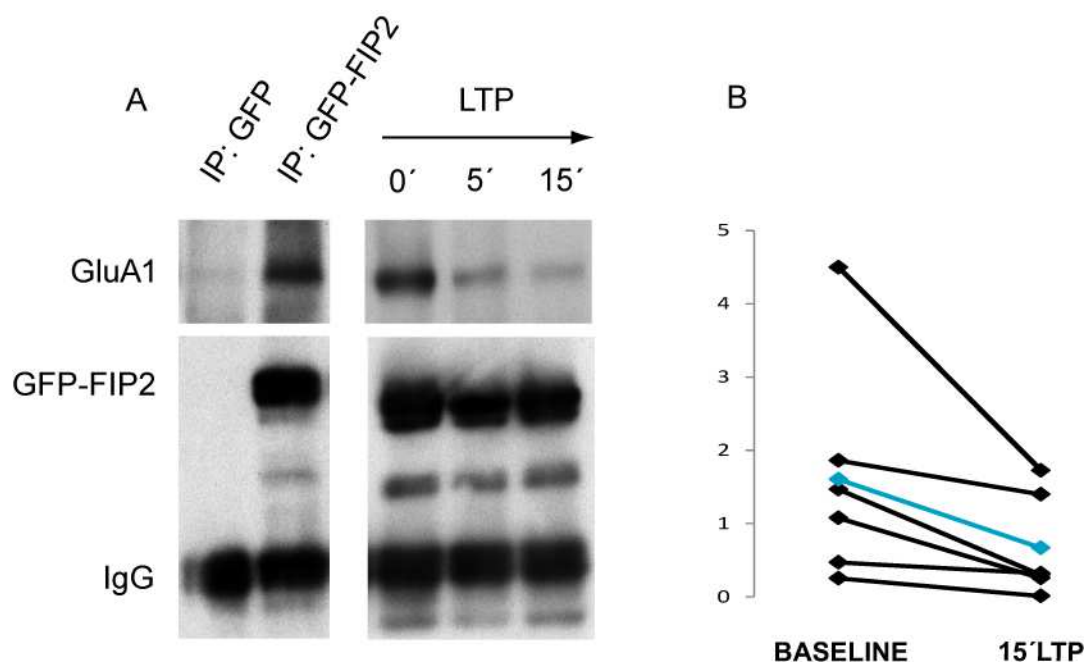 A
IP: GFP
IP: GFP-FIP2
LTP
0´ 5´ 15´
GluA1
GFP-FIP2
IgG
B
5
4
3
2
1
0
BASELINE 15´LTP